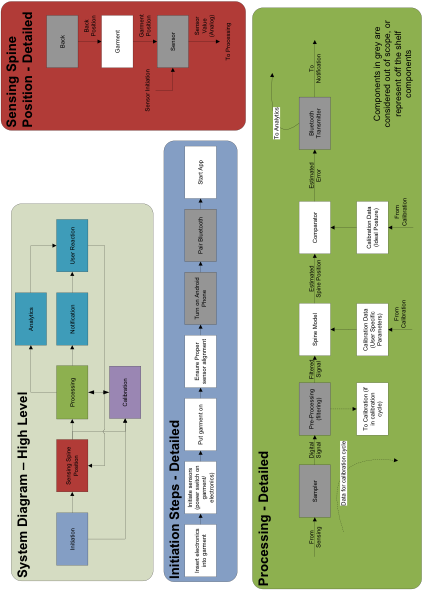 System Diagram – High Level
Initiation
Sensing Spine
Position
Processing
Calibration
Analytics
Notification
User Reaction
Sensing Spine
Position - Detailed
Back
Back
Position
Garment
Garment
Position
Sensor
Sensor Initiation
Sensor
Value
(Analog)
To Processing
Initiation Steps - Detailed
Insert electronics
into garment
Initiate sensors
(power switch on
garment/
electronics)
Put garment on
Ensure Proper
sensor alignment
Turn on Android
Phone
Pair Bluetooth
Start App
Processing - Detailed
From
Sensing
Sampler
Digital
Signal
Data for calibration cycle
Pre-Processing
(filtering)
To Calibration (if
in calibration
cycle)
Filtered
Signal
Spine Model
Calibration Data
(User Specific
Parameters)
From
Calibration
Estimated
Spine Position
Comparator
Calibration Data
(Ideal Posture)
From
Calibration
Estimated
Error
Bluetooth
Transmitter
To Analytics
To
Notification
Components in grey are
considered out of scope, or
represent off the shelf
components